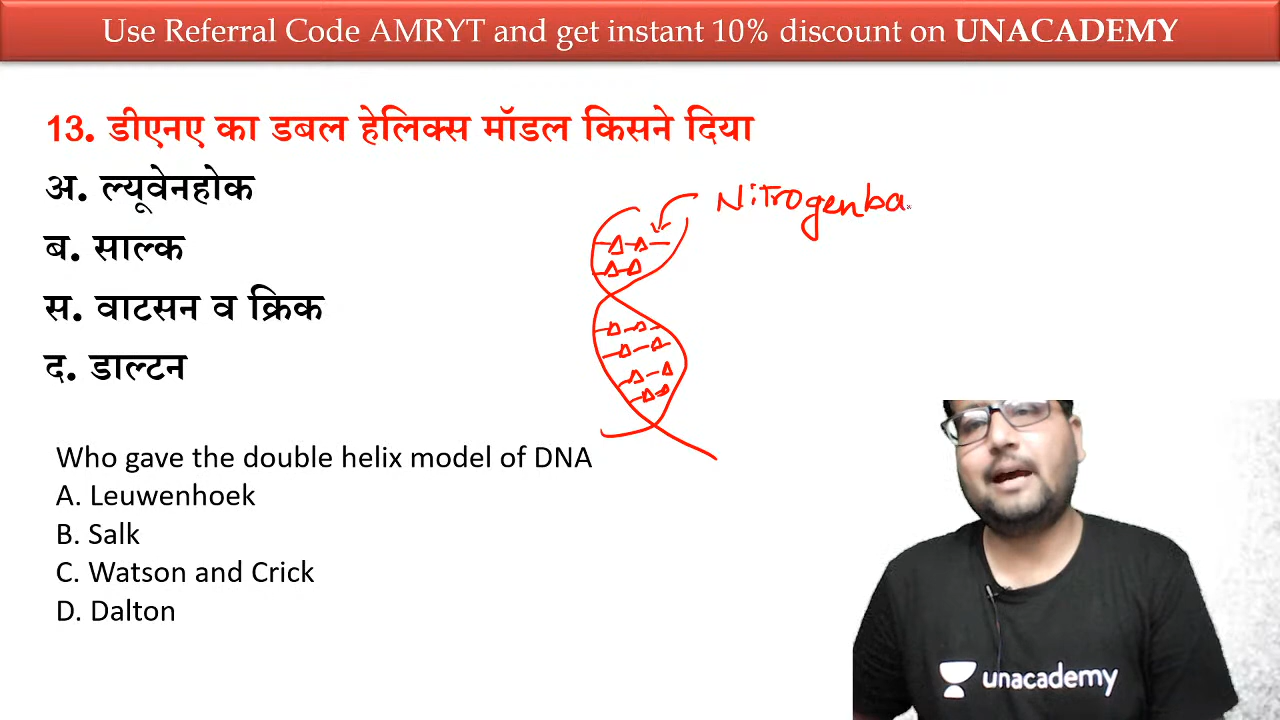 Use Referral Code AMRYT and get instant 10% discount on UNACADEMY
13. डीएनए का डबल हेलिक्स मॉडल किसने दिया
अ. ल्यूवेनहोक
ब. साल्क
स. वाटसन व क्रिक
द. डाल्टन
Nitrogenba
Who gave the double helix model of DNA
A. Leuwenhoek
B. Salk
C. Watson and Crick
D. Dalton
unacademy